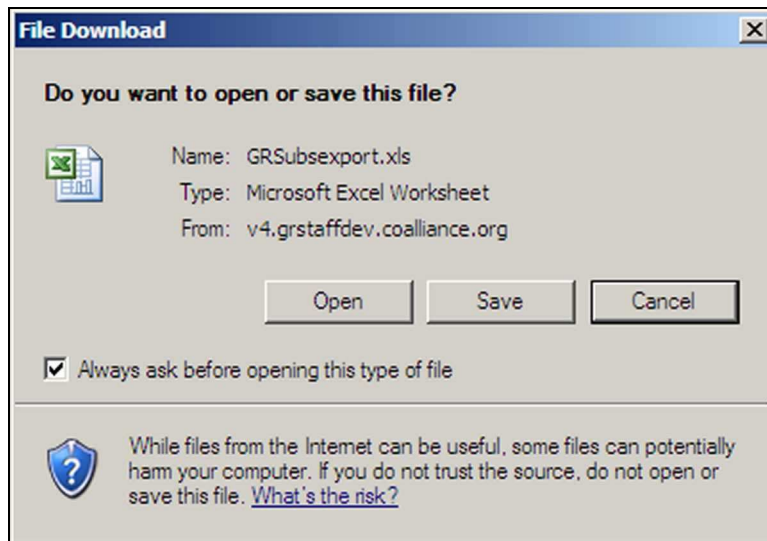 File Download
Do you want to open or save this file?
Name: GRSubsexport.xls
Type: Microsoft Excel Worksheet
From: v4.grstaffdev.coalliance.org
Open Save Cancel
Always ask before opening this type of file
While files from the Internet can be useful, some files can potentially
harm your computer. If you do not trust the source, do not open or
save this file. What's the risk?